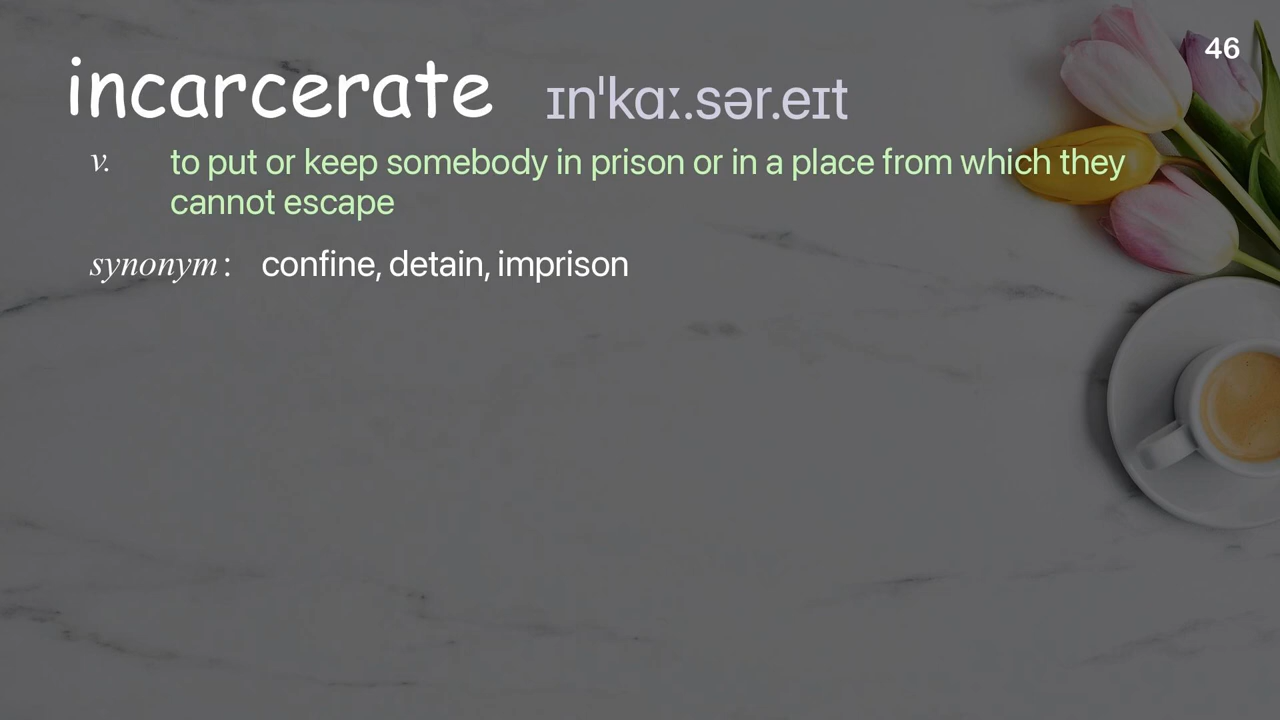 46
incarcerate ɪnˈkɑː.sər.eɪt
v. to put or keep somebody in prison or in a place from which they
cannot escape
synonym : confine, detain, imprison